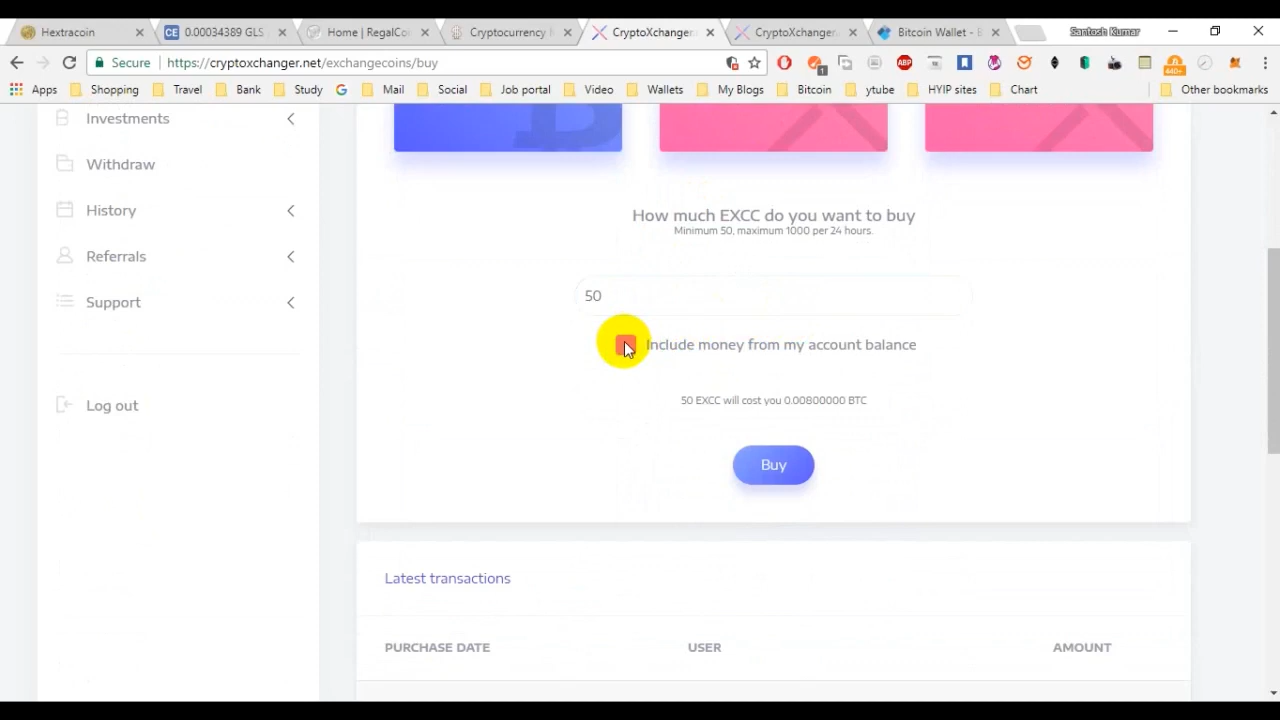 Hextracoin
0.00034389 GLS
Home | RegalCoi
Cryptocurrency
CryptoXchanger.
CryptoXchanger.
Bitcoin Wallet - B
Santosh Kumar
Secure
https://cryptoxchanger.net/exchangecoins/buy
Apps
Shopping
Travel
Bank
Study
Mail
Social
Job portal
Video
Wallets
My Blogs
Bitcoin
ytube
HYIP sites
Chart
Other bookmarks
Investments
Withdraw
History
Referrals
Support
Log out
How much EXCC do you want to buy
Minimum 50, maximum 1000 per 24 hours.
50
Include money from my account balance
50 EXCC will cost you 0.00800000 BTC
Buy
Latest transactions
PURCHASE DATE USER AMOUNT